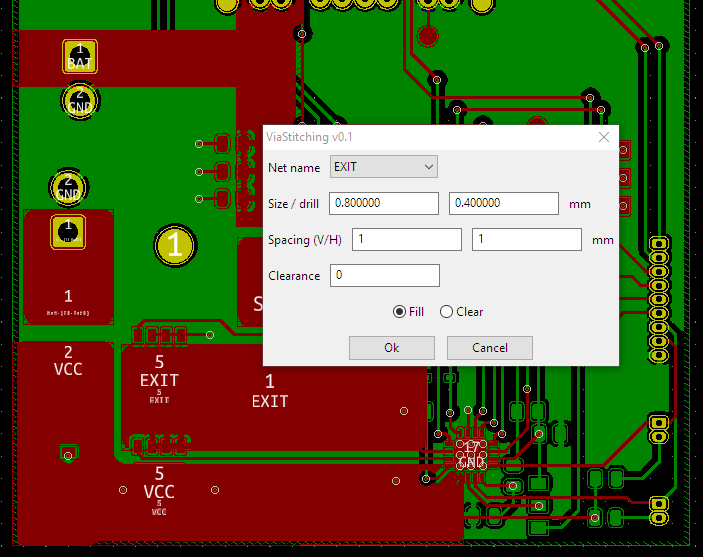 1
BAT
2
GND
ViaStitching v0.1
Net name
EXIT
Size / drill
0.800000
0.400000
mm
2
GND
1
1
Spacing (V/H)
1
1
mm
Clearance
0
1
S
Fill
Clear
Ok
Cancel
2
VCC
5
EXIT
5
EXIT
1
EXIT
17
GND
5
VCC
5
VCC